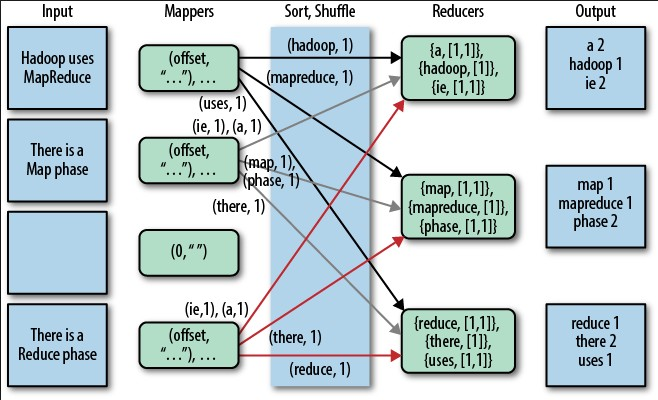 Input
Mappers
Sort, Shuffle
Reducers
Output
Hadoop uses
MapReduce
There is a
Map phase
There is a
Reduce phase
(offset,
“...”), ...
(offset,
“...”), ...
(0, “ ”)
(offset,
“...”), ...
(hadoop, 1)
(mapreduce, 1)
(uses, 1)
(ie, 1), (a, 1)
(map, 1),
(phase, 1)
(there, 1)
(ie,1), (a,1)
(there, 1)
(reduce, 1)
{a, [1,1]},
{hadoop, [1]},
{ie, [1,1]}
{map, [1,1]},
{mapreduce, [1]},
{phase, [1,1]}
{reduce, [1,1]},
{there, [1]},
{uses, [1,1]}
a 2
hadoop 1
ie 2
map 1
mapreduce 1
phase 2
reduce 1
there 2
uses 1